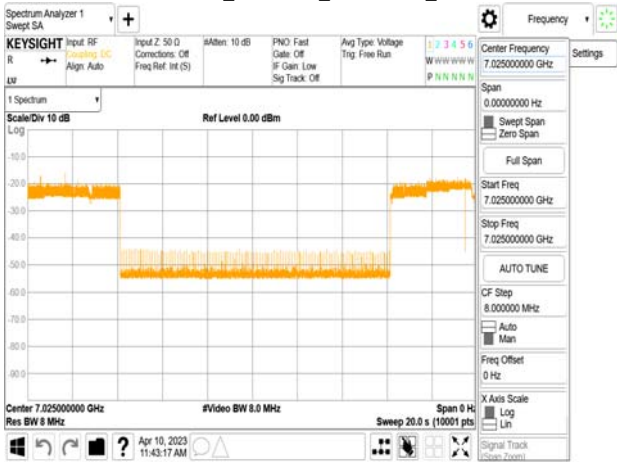 Spectrum Analyzer 1
Swept SA
+
Frequency
KEYSIGHT
R
Input: RF
Coupling: DC
Align: Auto
Input Z: 50 Ω
Corrections: Off
Freq Ref: Int (S)
#Atten: 10 dB
PNO: Fast
Gate: Off
IF Gain: Low
Sig Track: Off
Avg Type: Voltage
Trig: Free Run
1 2 3 4 5 6
W W W W W W
P N N N N N
LXI
1 Spectrum
Scale/Div 10 dB
Ref Level 0.00 dBm
Log
-10.0
-20.0
-30.0
-40.0
-50.0
-60.0
-70.0
-80.0
-90.0
Center 7.025000000 GHz
#Video BW 8.0 MHz
Span 0 Hz
Res BW 8 MHz
Sweep 20.0 s (10001 pts
?
Apr 10, 2023
11:43:17 AM
Center Frequency
7.025000000 GHz
Settings
Span
0.00000000 Hz
Swept Span
Zero Span
Full Span
Start Freq
7.025000000 GHz
Stop Freq
7.025000000 GHz
AUTO TUNE
CF Step
8.000000 MHz
Auto
Man
Freq Offset
0 Hz
X Axis Scale
Log
Lin
Signal Track
(Span Zoom)